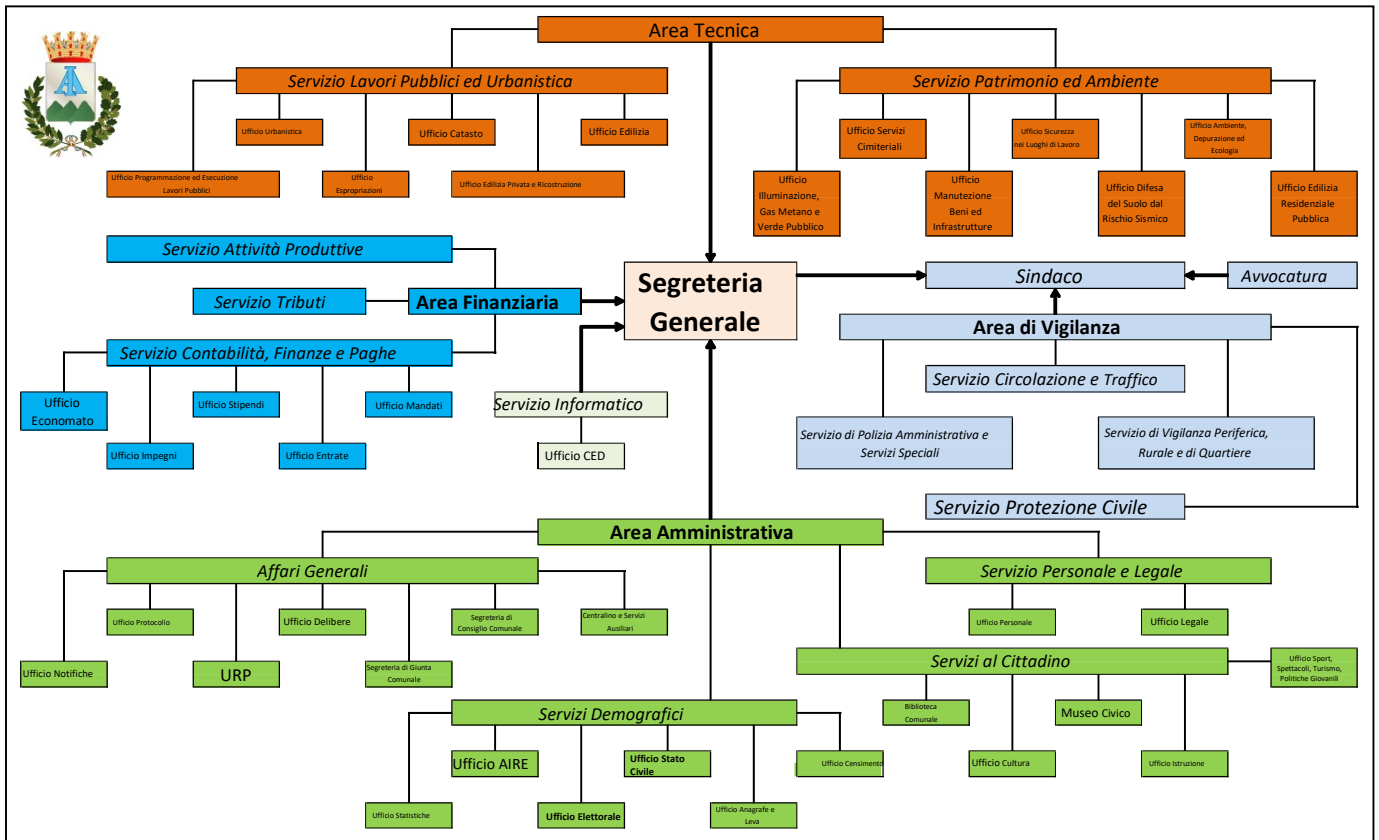 Area Tecnica
Servizio Lavori Pubblici ed Urbanistica
Servizio Patrimonio ed Ambiente
Ufficio Urbanistica
Ufficio Catasto
Ufficio Edilizia
Ufficio Programmazione ed Esecuzione
Lavori Pubblici
Ufficio
Espropriazioni
Ufficio Edilizia Privata e Ricostruzione
Ufficio Servizi
Cimiteriali
Ufficio Sicurezza
nei Luoghi di Lavoro
Ufficio Ambiente,
Depurazione ed
Ecologia
Ufficio
Illuminazione,
Gas Metano e
Verde Pubblico
Ufficio
Manutezione
Beni ed
Infrastrutture
Ufficio Difesa
del Suolo dal
Rischio Sismico
Ufficio Edilizia
Residenziale
Pubblica
Servizio Attività Produttive
Servizio Tributi
Area Finanziaria
Servizio Contabilità, Finanze e Paghe
Ufficio
Economato
Ufficio Stipendi
Ufficio Mandati
Ufficio Impegni
Ufficio Entrate
Segreteria
Generale
Servizio Informatico
Ufficio CED
Sindaco
Avvocatura
Area di Vigilanza
Servizio Circolazione e Traffico
Servizio di Polizia Amministrativa e
Servizi Speciali
Servizio di Vigilanza Periferica,
Rurale e di Quartiere
Servizio Protezione Civile
Area Amministrativa
Affari Generali
Ufficio Protocollo
Ufficio Delibere
Segreteria di
Consiglio Comunale
Centralino e Servizi
Ausiliari
Ufficio Notifiche
URP
Segreteria di Giunta
Comunale
Servizio Personale e Legale
Ufficio Personale
Ufficio Legale
Servizi al Cittadino
Ufficio Sport,
Spettacoli, Turismo,
Politiche Giovanili
Biblioteca
Comunale
Museo Civico
Ufficio Cultura
Ufficio Istruzione
Servizi Demografici
Ufficio AIRE
Ufficio Stato
Civile
Ufficio Censimento
Ufficio Statistiche
Ufficio Elettorale
Ufficio Anagrafe e
Leva